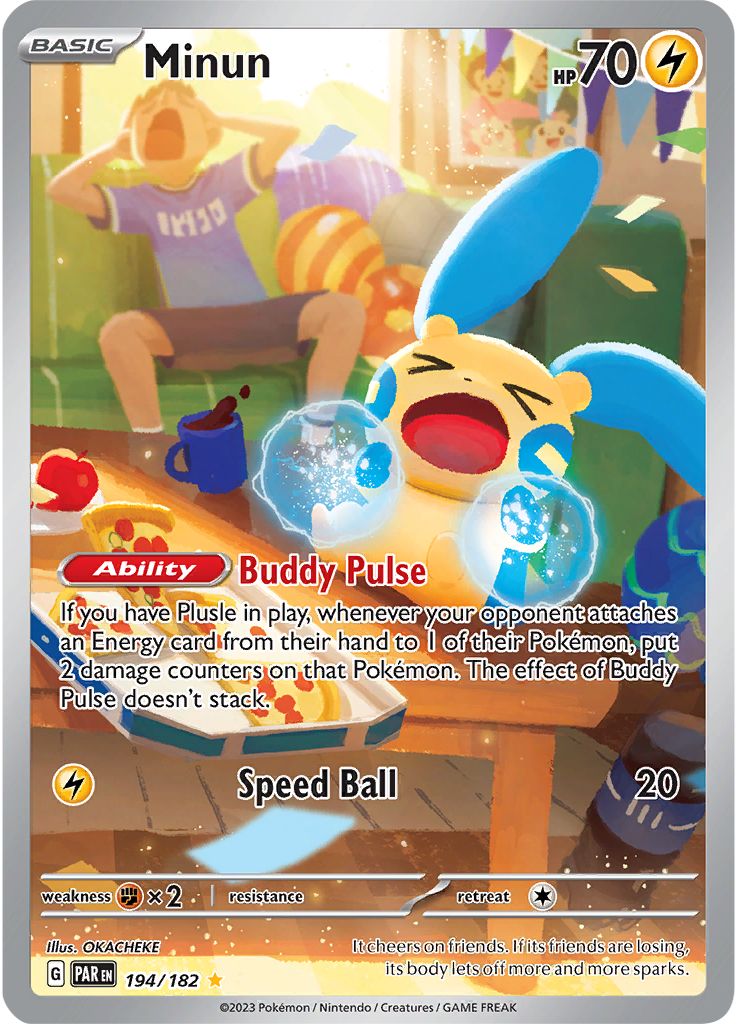 BASIC
Minun
HP 70
Ability Buddy Pulse
If you have Plusle in play, whenever your opponent attaches
an Energy card from their hand to 1 of their Pokémon, put
2 damage counters on that Pokémon. The effect of Buddy
Pulse doesn't stack.
Speed Ball 20
weakness ×2 resistance retreat
Illus. OKACHEKE
It cheers on friends. If its friends are losing,
its body lets off more and more sparks.
G PAR EN 194/182
©2023 Pokémon / Nintendo / Creatures / GAME FREAK